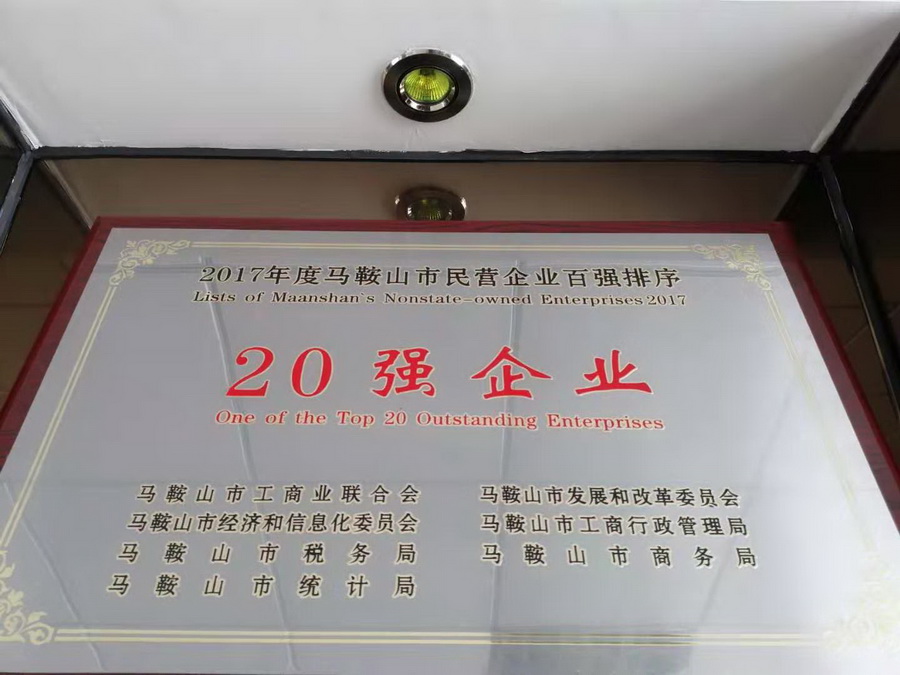 2017年度马鞍山市民营企业百强排序
Lists of Maanshan's Nonstate-owned Enterprises 2017
20强企业
One of the Top 20 Outstanding Enterprises
马鞍山市工商业联合会 马鞍山市发展和改革委员会
马鞍山市经济和信息化委员会 马鞍山市工商行政管理局
马鞍山市税务局 马鞍山市商务局
马鞍山市统计局